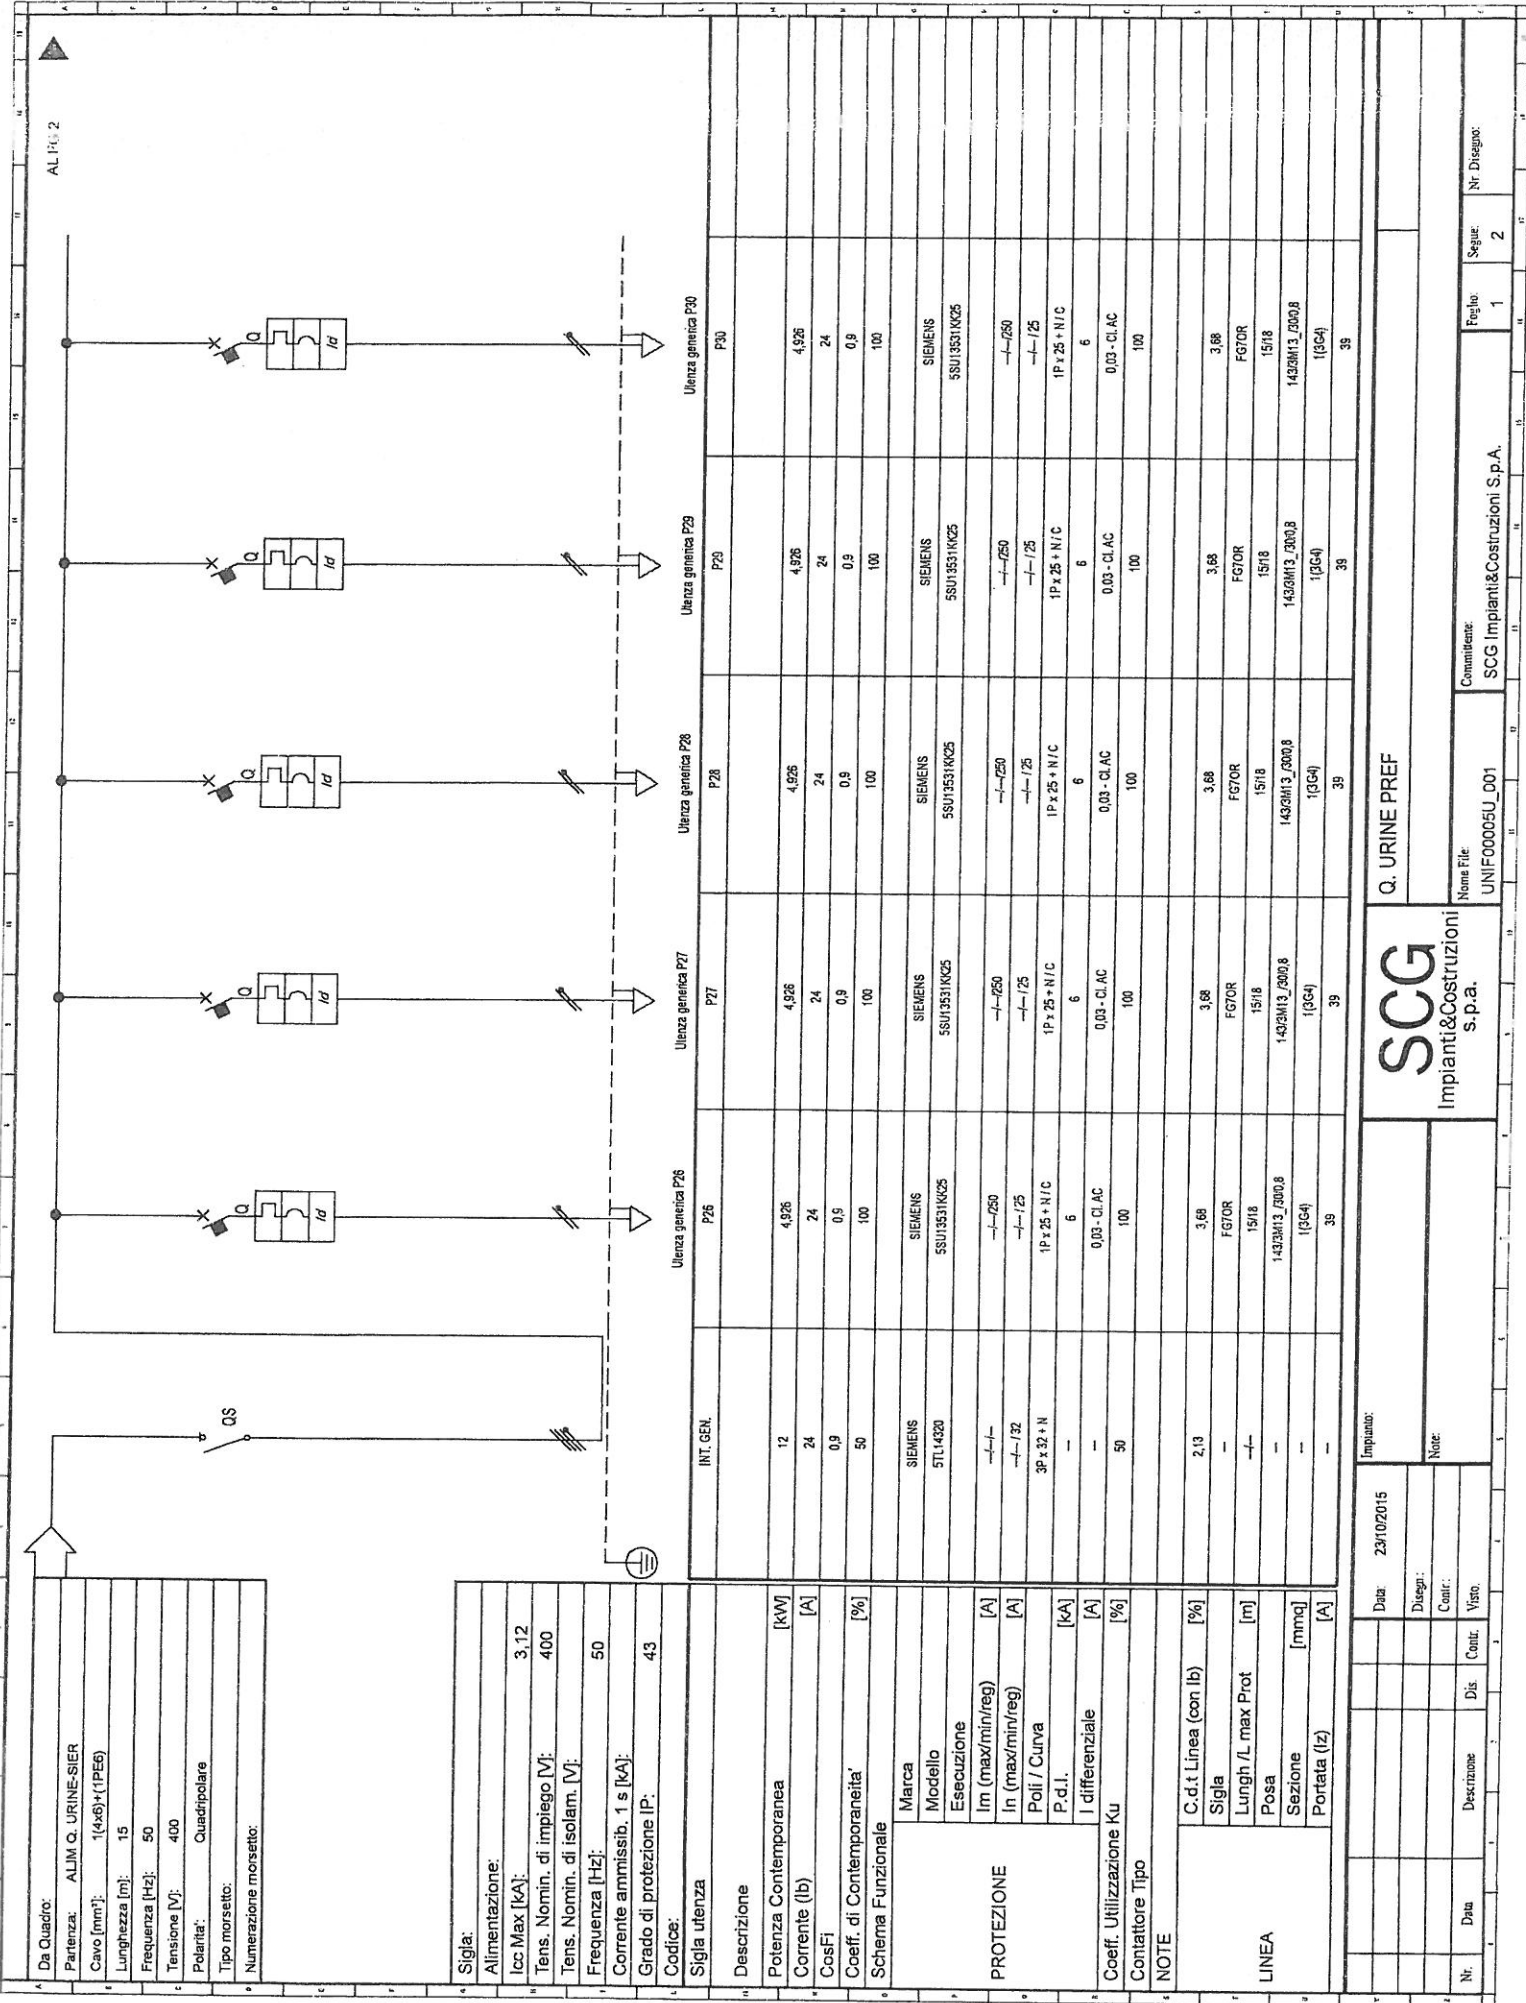 Da Quadro:
Partenza: ALIM Q. URINE-SIER
Cavo [mm²]: 1(4x6)+(1PE6)
Lunghezza [m]: 15
Frequenza [Hz]: 50
Tensione [V]: 400
Polarita': Quadripolare
Tipo morsetto:
Numerazione morsetto:
QS
Q Id
Q Id
Q Id
Q Id
Q Id
2
Sigla:
Alimentazione:
Icc Max [kA]: 3,12
Tens. Nomin. di impiego [V]: 400
Tens. Nomin. di isolam. [V]:
Frequenza [Hz]: 50
Corrente ammissib. 1 s [kA]:
Grado di protezione IP: 43
Codice:
Utenza generica P26 Utenza generica P27 Utenza generica P28 Utenza generica P29 Utenza generica P30
Sigla utenza INT. GEN. P26 P27 P28 P29 P30
Descrizione
Potenza Contemporanea [kW] 12 4,926 4,926 4,926 4,926 4,926
Corrente (Ib) [A] 24 24 24 24 24 24
CosFi 0,9 0,9 0,9 0,9 0,9 0,9
Coeff. di Contemporaneita' [%] 50 100 100 100 100 100
Schema Funzionale
PROTEZIONE
Marca SIEMENS SIEMENS SIEMENS SIEMENS SIEMENS SIEMENS
Modello 5TL14320 5SU13531KK25 5SU13531KK25 5SU13531KK25 5SU13531KK25 5SU13531KK25
Esecuzione
Im (max/min/reg) [A] --/--/-- --/--/250 --/--/250 --/--/250 --/--/250 --/--/250
In (max/min/reg) [A] --/-- / 32 --/-- / 25 --/-- / 25 --/-- / 25 --/-- / 25 --/-- / 25
Poli / Curva 3P x 32 + N 1P x 25 + N / C 1P x 25 + N / C 1P x 25 + N / C 1P x 25 + N / C 1P x 25 + N / C
P.d.I. [kA] -- 6 6 6 6 6
I differenziale [A] -- 0,03 - Cl. AC 0,03 - Cl. AC 0,03 - Cl. AC 0,03 - Cl. AC 0,03 - Cl. AC
Coeff. Utilizzazione Ku [%] 50 100 100 100 100 100
Contattore Tipo
NOTE
LINEA
C.d.t Linea (con Ib) [%] 2,13 3,68 3,68 3,68 3,68 3,68
Sigla -- FG7OR FG7OR FG7OR FG7OR FG7OR
Lungh /L max Prot [m] --/-- 15/18 15/18 15/18 15/18 15/18
Posa -- 143/3M13_/30/0,8 143/3M13_/30/0,8 143/3M13_/30/0,8 143/3M13_/30/0,8 143/3M13_/30/0,8
Sezione [mmq] -- 1(3G4) 1(3G4) 1(3G4) 1(3G4) 1(3G4)
Portata (Iz) [A] -- 39 39 39 39 39
Nr. Data Descrizione Dis. Contr. Visto.
Data: 23/10/2015
Disegn.:
Contr.:
Impianto:
Note:
SCG
Impianti&Costruzioni
s.p.a.
Q. URINE PREF
Nome File:
UNIF00005U_001
Committente:
SCG Impianti&Costruzioni S.p.A.
Foglio:
1
Segue:
2
Nr. Disegno: